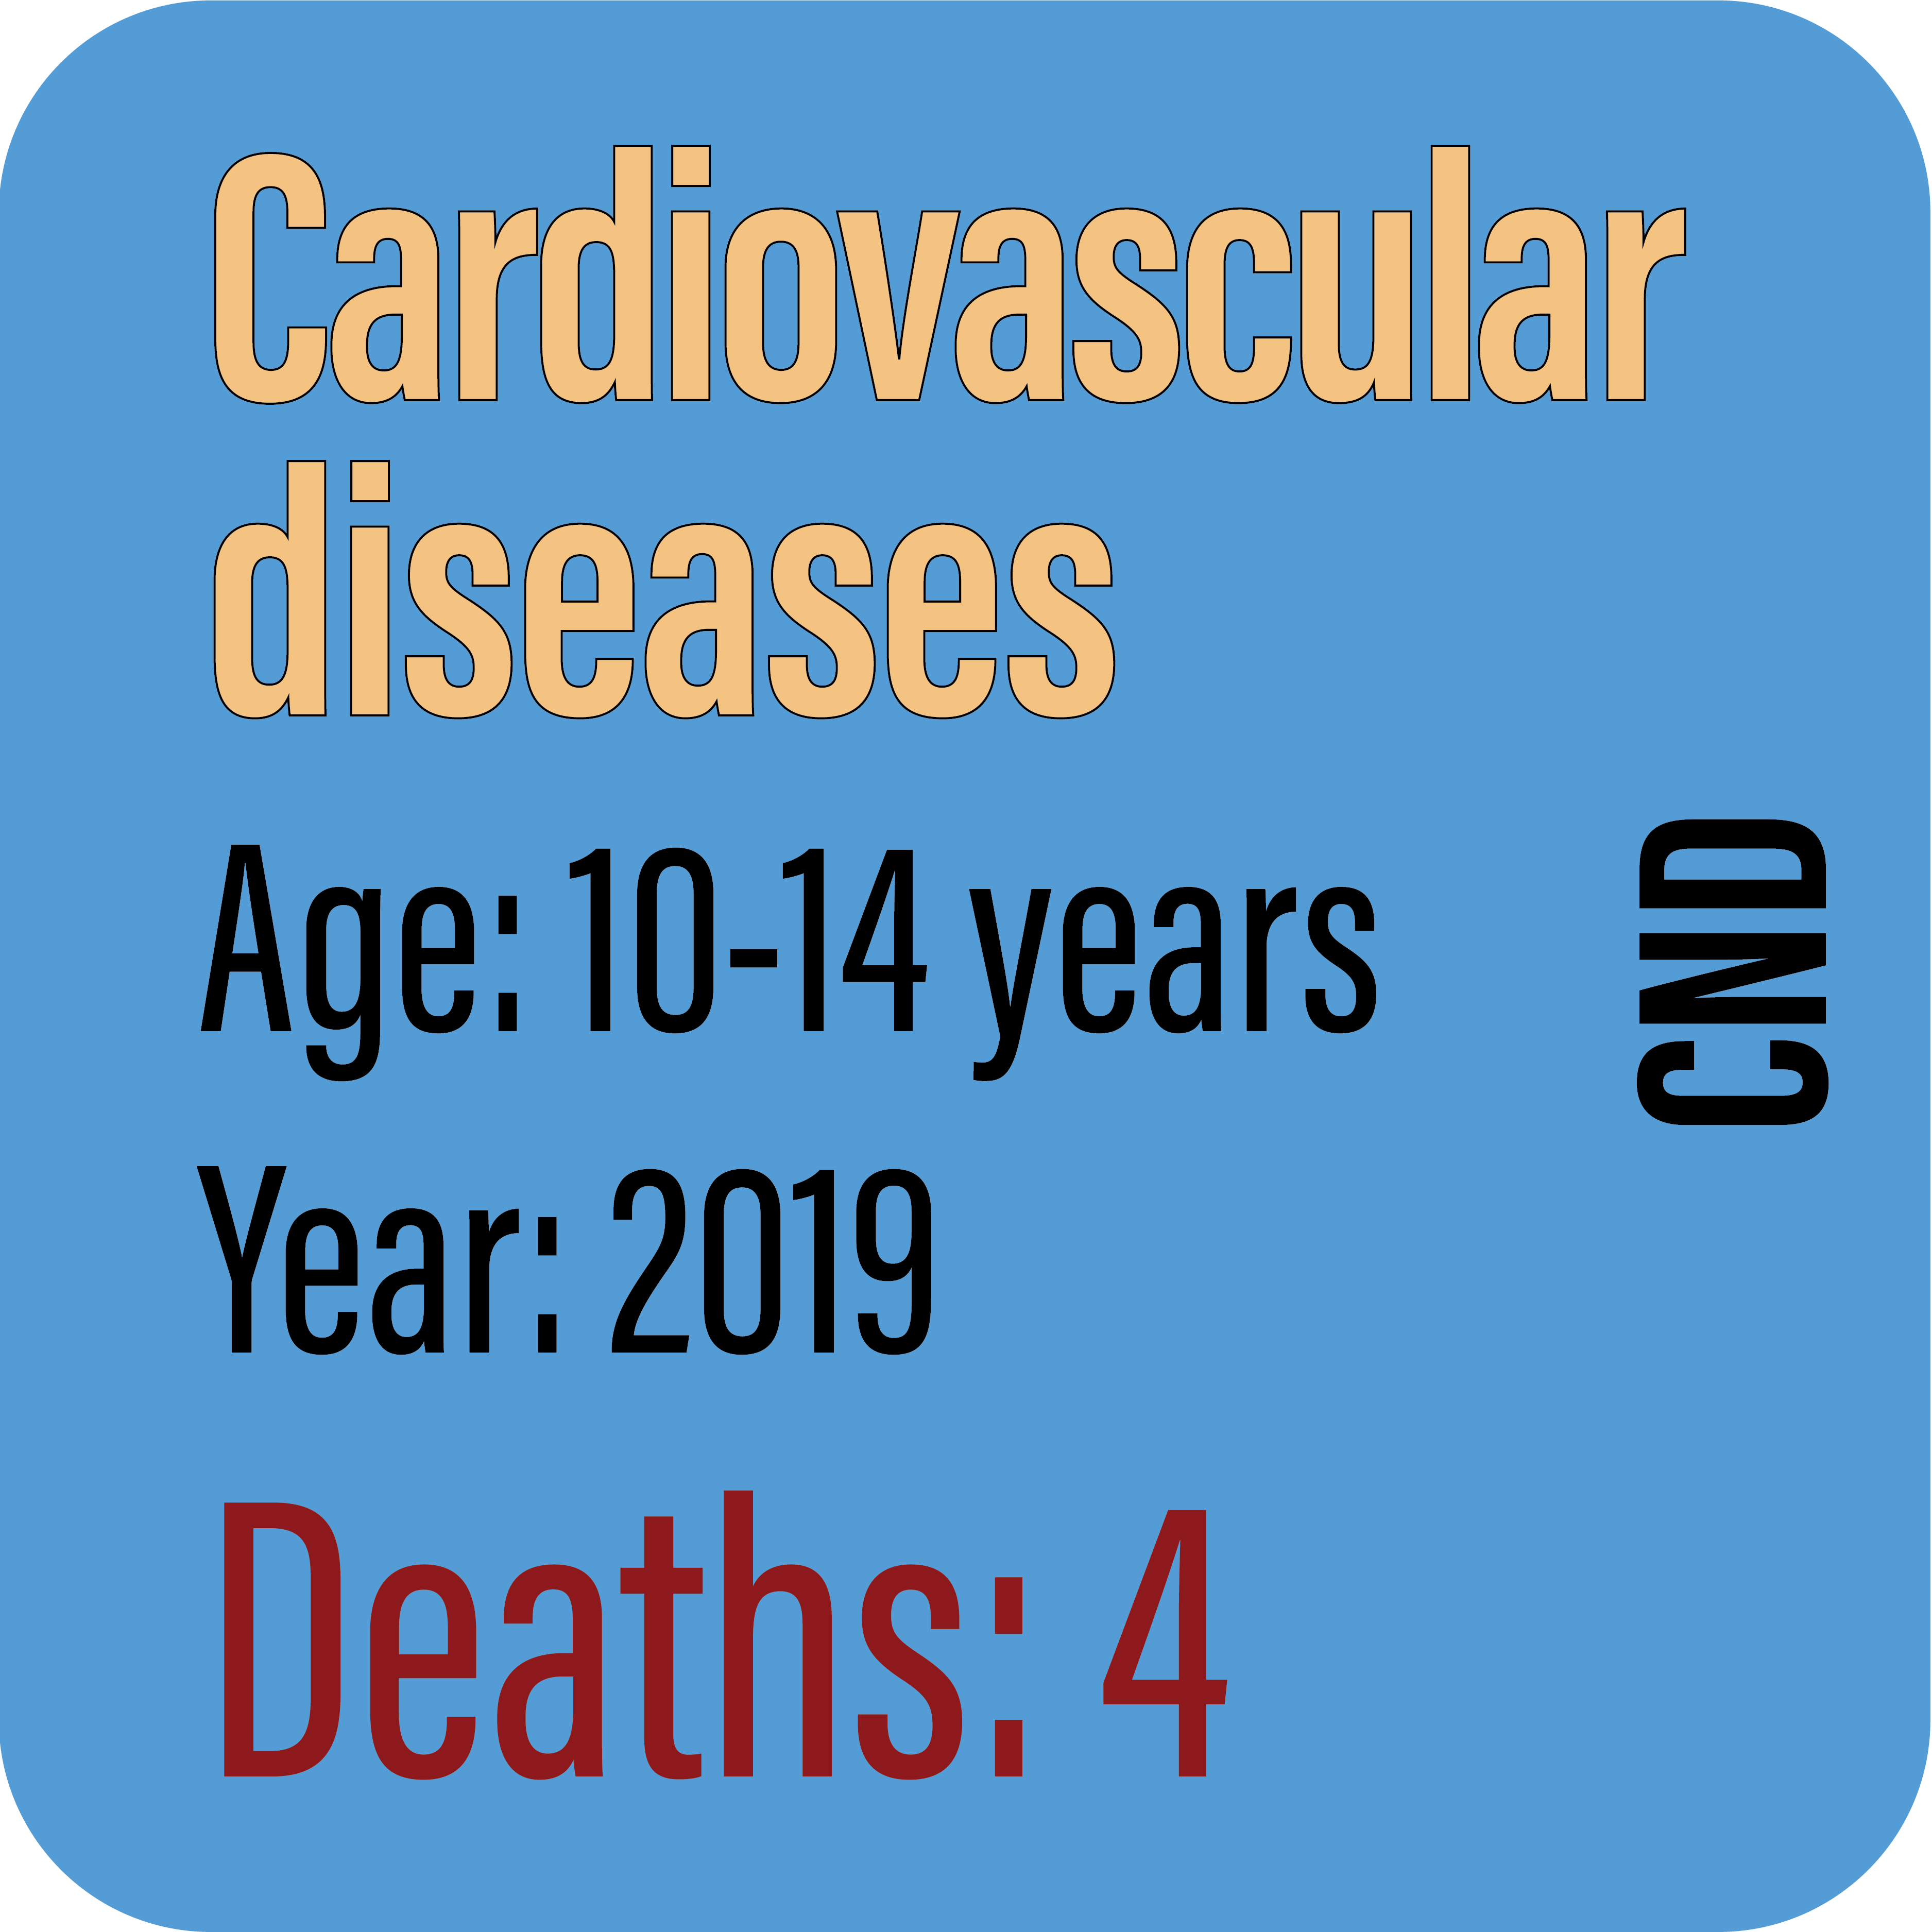 Cardiovascular
diseases
Age: 10-14 years
CND
Year: 2019
Deaths: 4